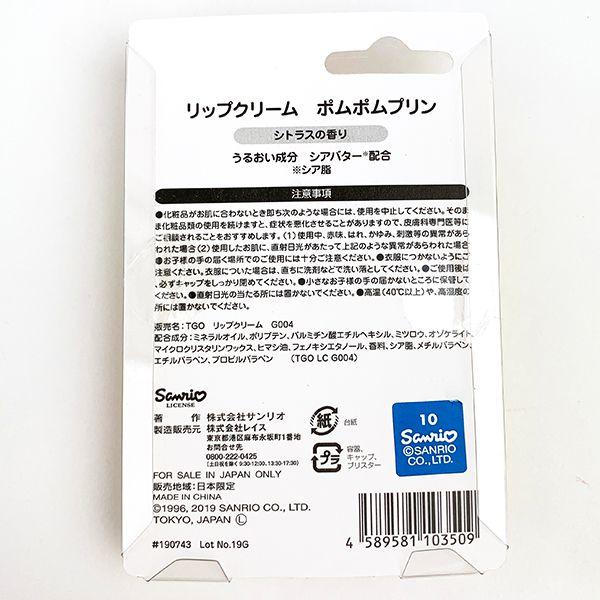 リップクリーム ポムポムプリン
シトラスの香り
うるおい成分 シアバター※配合
※シア脂
注意事項
●化粧品がお肌に合わないとき即ち次のような場合には、使用を中止してください。そのま
ま化粧品類の使用を続けますと、症状を悪化させることがありますので、皮膚科専門医等に
ご相談されることをおすすめします。(1)使用中、赤味、はれ、かゆみ、刺激等の異常があらわ
れた場合(2)使用したお肌に、直射日光があたって上記のような異常があらわれた場合
●お子様の手の届く場所でのご使用には十分ご注意ください。●衣服につかないようにご
注意ください。衣服についた場合は、直ちに洗剤などで洗い落としてください。●ご使用後は
、必ずキャップをしっかり閉めてください。●小さなお子様の手の届かないところに保管して
ください。●直射日光の当たる所には置かないでください。●高温(40℃以上)や、高湿度の
所には置かないでください。
販売名:TGO リップクリーム G004
配合成分:ミネラルオイル、ポリブテン、パルミチン酸エチルヘキシル、ミツロウ、オゾケライト、
マイクロクリスタリンワックス、ヒマシ油、フェノキシエタノール、香料、シア脂、メチルパラベン、
エチルパラベン、プロピルパラベン (TGO LC G004)
Sanrio
LICENSE
著作 株式会社サンリオ
製造販売元 株式会社レイス
東京都港区麻布永坂町1番地
お問合せ先
0800-222-0425
(土日祝を除く9:30-12:00、13:30-17:30)
紙
台紙
プラ
容器、
キャップ、
ブリスター
10
Sanrio
©SANRIO
CO., LTD.
FOR SALE IN JAPAN ONLY
販売地域:日本限定
MADE IN CHINA
©1996, 2019 SANRIO CO., LTD.
TOKYO, JAPAN Ⓛ
#190743 Lot No.19G
4 589581 103509